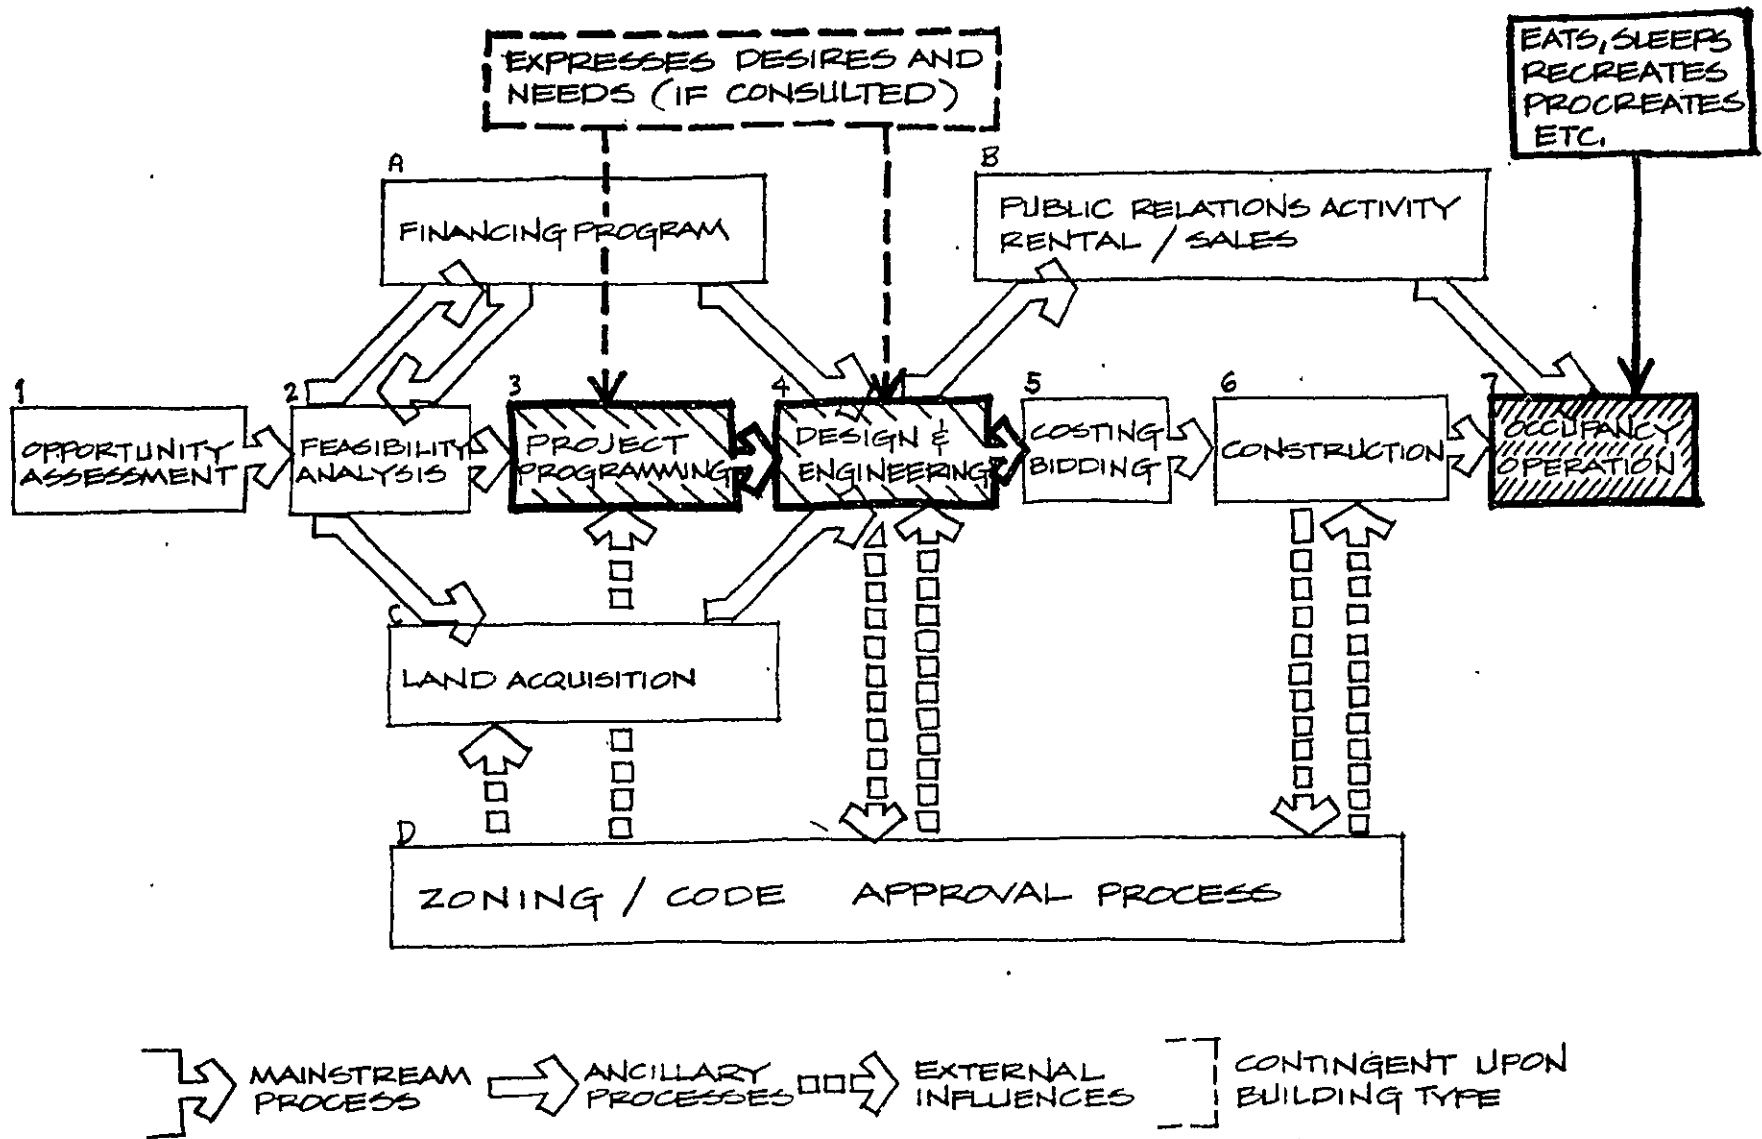 EXPRESSES DESIRES AND
NEEDS (IF CONSULTED)
EATS, SLEEPS
RECREATES
PROCREATES
ETC.
A
FINANCING PROGRAM
B
PUBLIC RELATIONS ACTIVITY
RENTAL / SALES
1
OPPORTUNITY
ASSESSMENT
2
FEASIBILITY
ANALYSIS
3
PROJECT
PROGRAMMING
4
DESIGN &
ENGINEERING
5
COSTING
BIDDING
6
CONSTRUCTION
7
OCCUPANCY
OPERATION
C
LAND ACQUISITION
D
ZONING / CODE APPROVAL PROCESS
MAINSTREAM
PROCESS
ANCILLARY
PROCESSES
EXTERNAL
INFLUENCES
CONTINGENT UPON
BUILDING TYPE